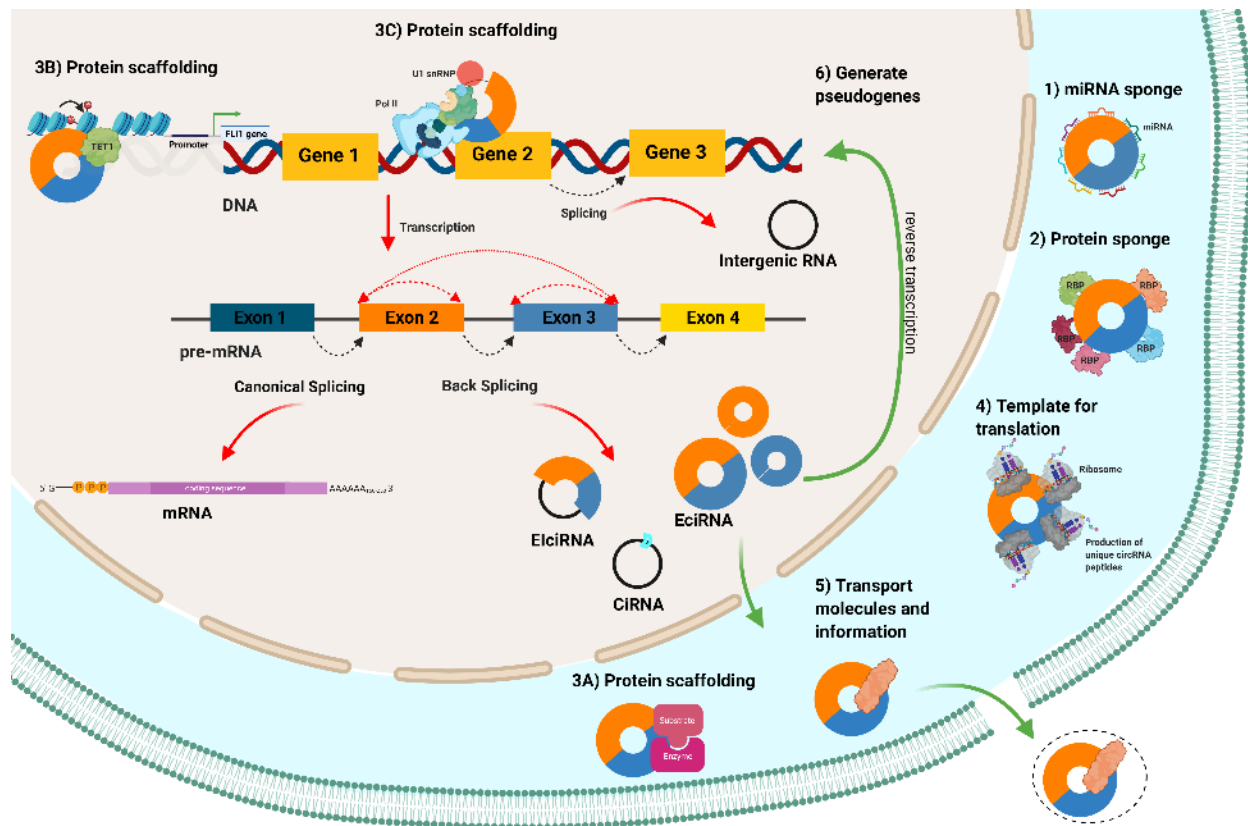 3C) Protein scaffolding
3B) Protein scaffolding
U1 snRNP
Pol II
TET1
Promoter
FLI1 gene
Gene 1
Gene 2
Gene 3
DNA
Transcription
Splicing
Intergenic RNA
6) Generate
pseudogenes
reverse transcription
Exon 1
Exon 2
Exon 3
Exon 4
pre-mRNA
Canonical Splicing
Back Splicing
5' G
P
P
P
coding sequence
AAAAAA
3'
mRNA
ElciRNA
CiRNA
EciRNA
1) miRNA sponge
miRNA
2) Protein sponge
RBP
RBP
RBP
RBP
RBP
4) Template for
translation
Ribosome
Production of
unique circRNA
peptides
5) Transport
molecules and
information
3A) Protein scaffolding
Substrate
Enzyme